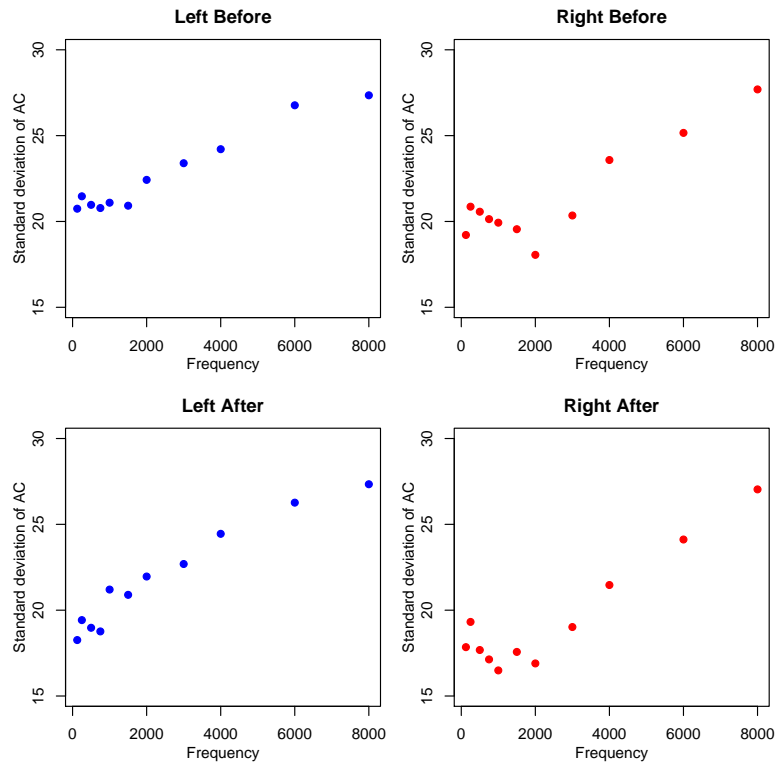 Left Before
Standard deviation of AC
30
25
20
15
0 2000 4000 6000 8000
Frequency
Right Before
Standard deviation of AC
30
25
20
15
0 2000 4000 6000 8000
Frequency
Left After
Standard deviation of AC
30
25
20
15
0 2000 4000 6000 8000
Frequency
Right After
Standard deviation of AC
30
25
20
15
0 2000 4000 6000 8000
Frequency